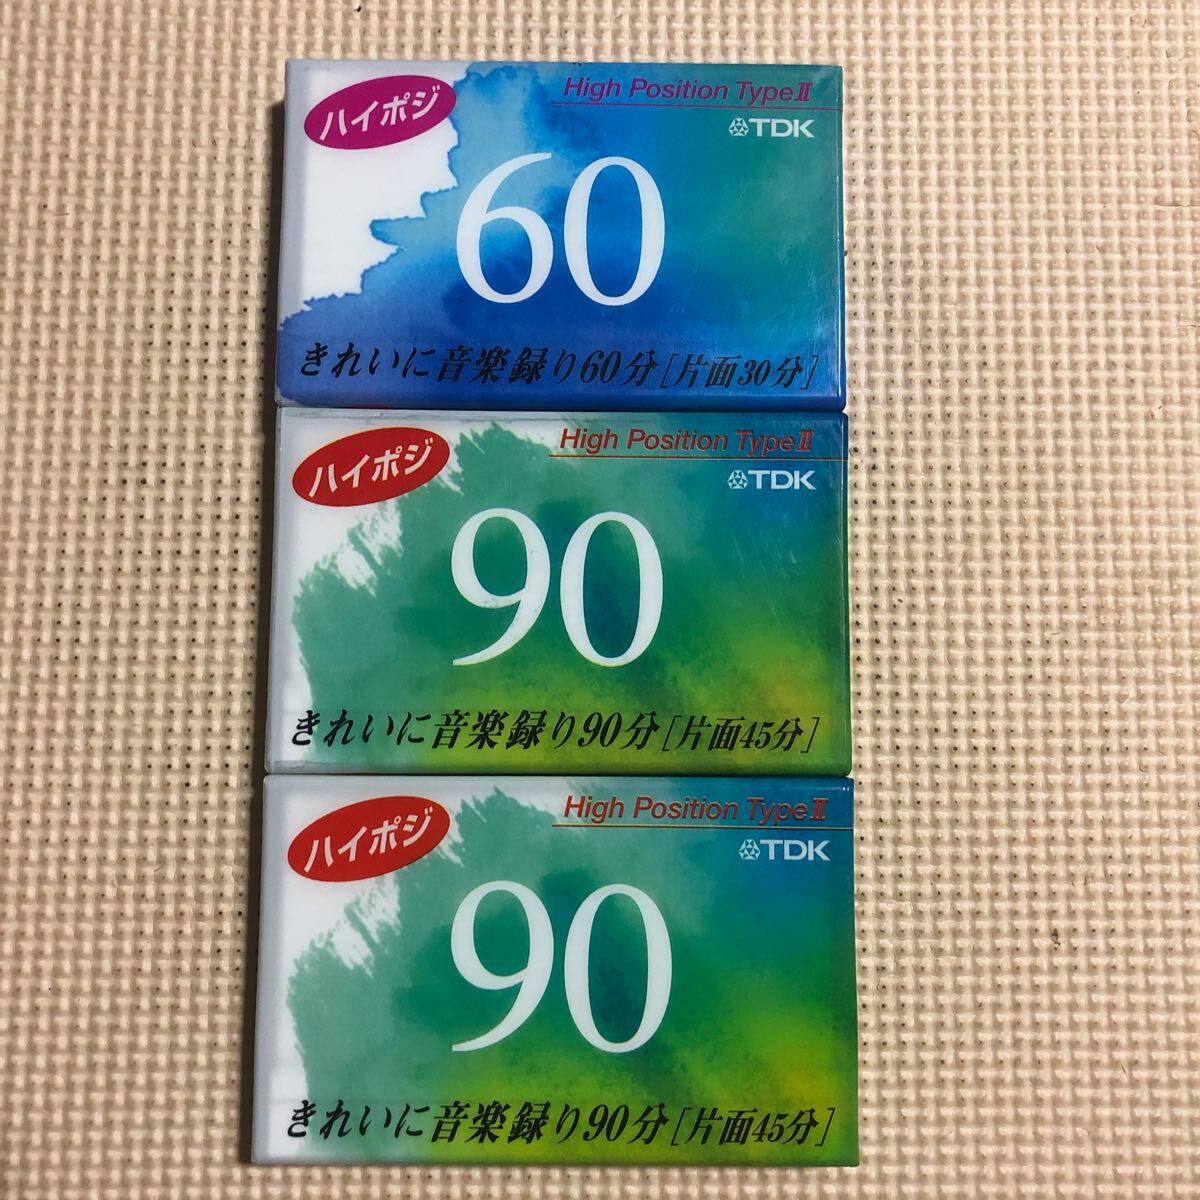 ハイポジ
High Position TypeⅡ
TDK
60
きれいに音楽録り60分[片面30分]
ハイポジ
High Position TypeⅡ
TDK
90
きれいに音楽録り90分[片面45分]
ハイポジ
High Position TypeⅡ
TDK
90
きれいに音楽録り90分[片面45分]